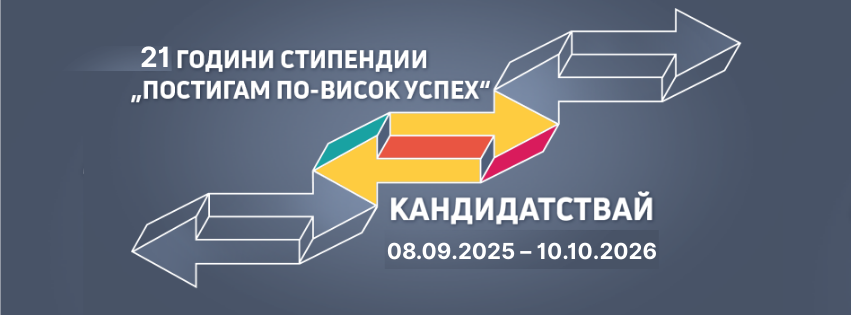 21 ГОДИНИ СТИПЕНДИИ
„ПОСТИГАМ ПО-ВИСОК УСПЕХ“
КАНДИДАТСТВАЙ
08.09.2025 – 10.10.2026